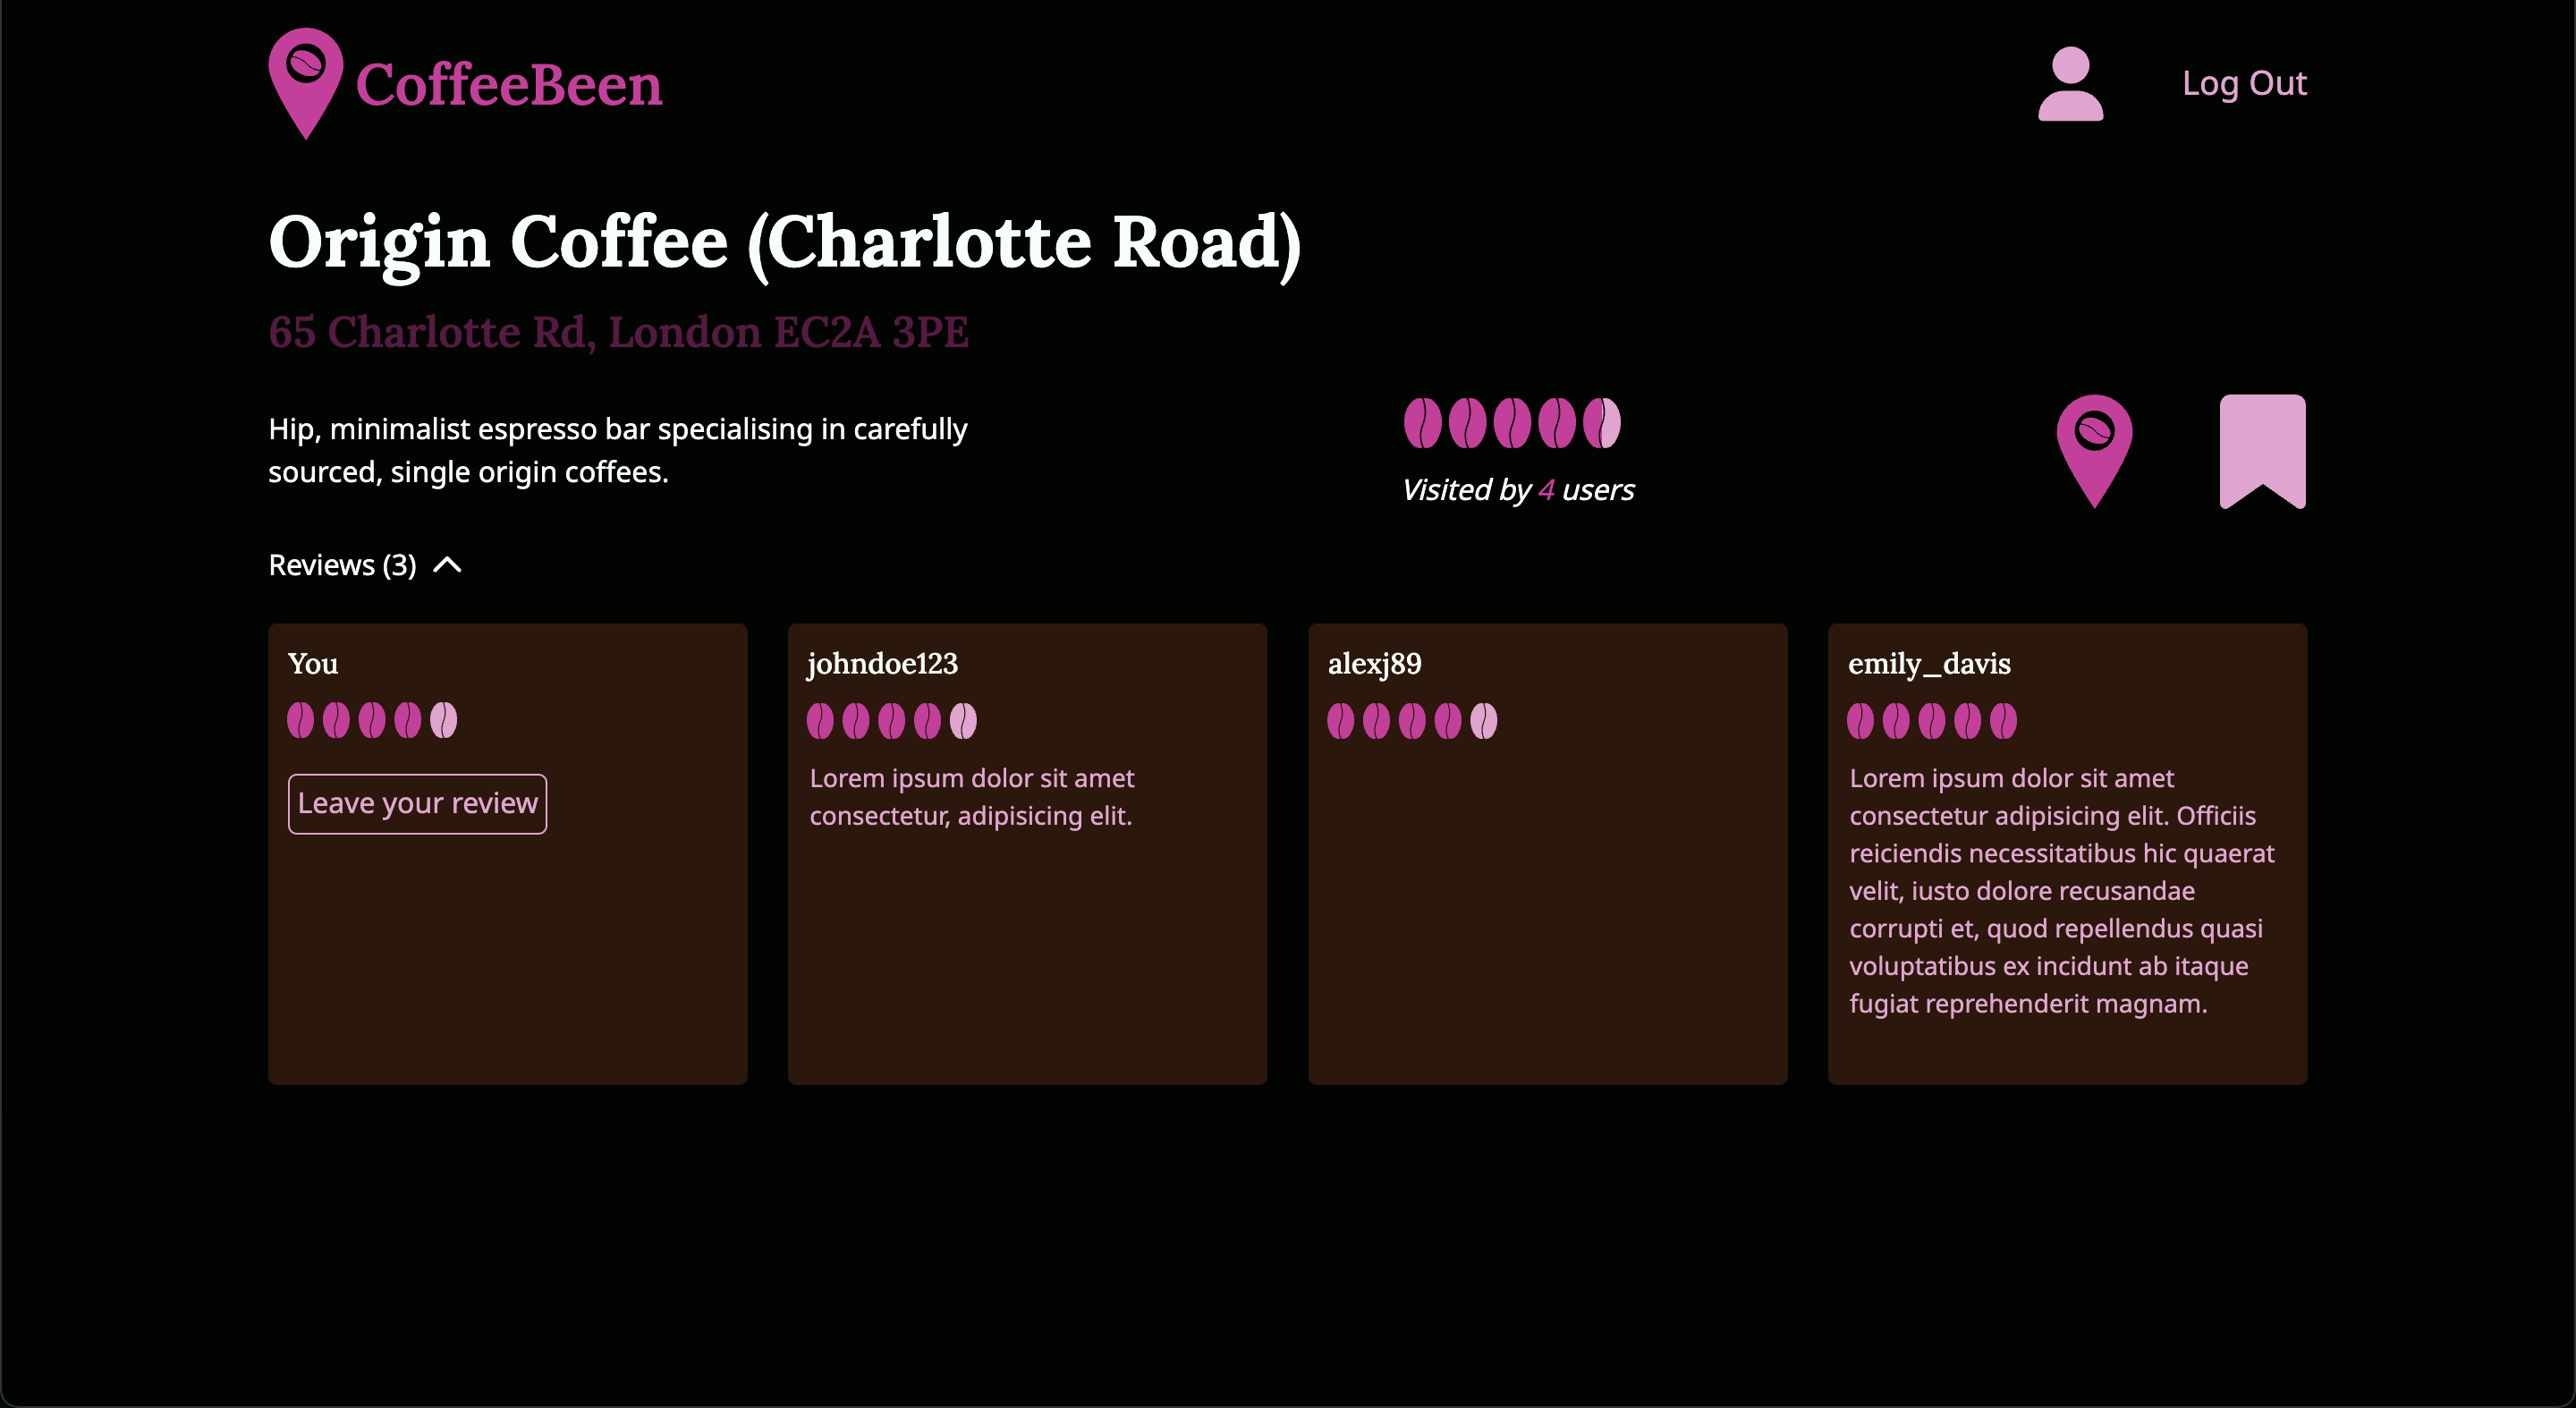 CoffeeBeen
Log Out
Origin Coffee (Charlotte Road)
65 Charlotte Rd, London EC2A 3PE
Hip, minimalist espresso bar specialising in carefully
sourced, single origin coffees.
Visited by 4 users
Reviews (3)
You
Leave your review
johndoe123
Lorem ipsum dolor sit amet
consectetur, adipisicing elit.
alexj89
emily_davis
Lorem ipsum dolor sit amet
consectetur adipisicing elit. Officiis
reiciendis necessitatibus hic quaerat
velit, iusto dolore recusandae
corrupti et, quod repellendus quasi
voluptatibus ex incidunt ab itaque
fugiat reprehenderit magnam.